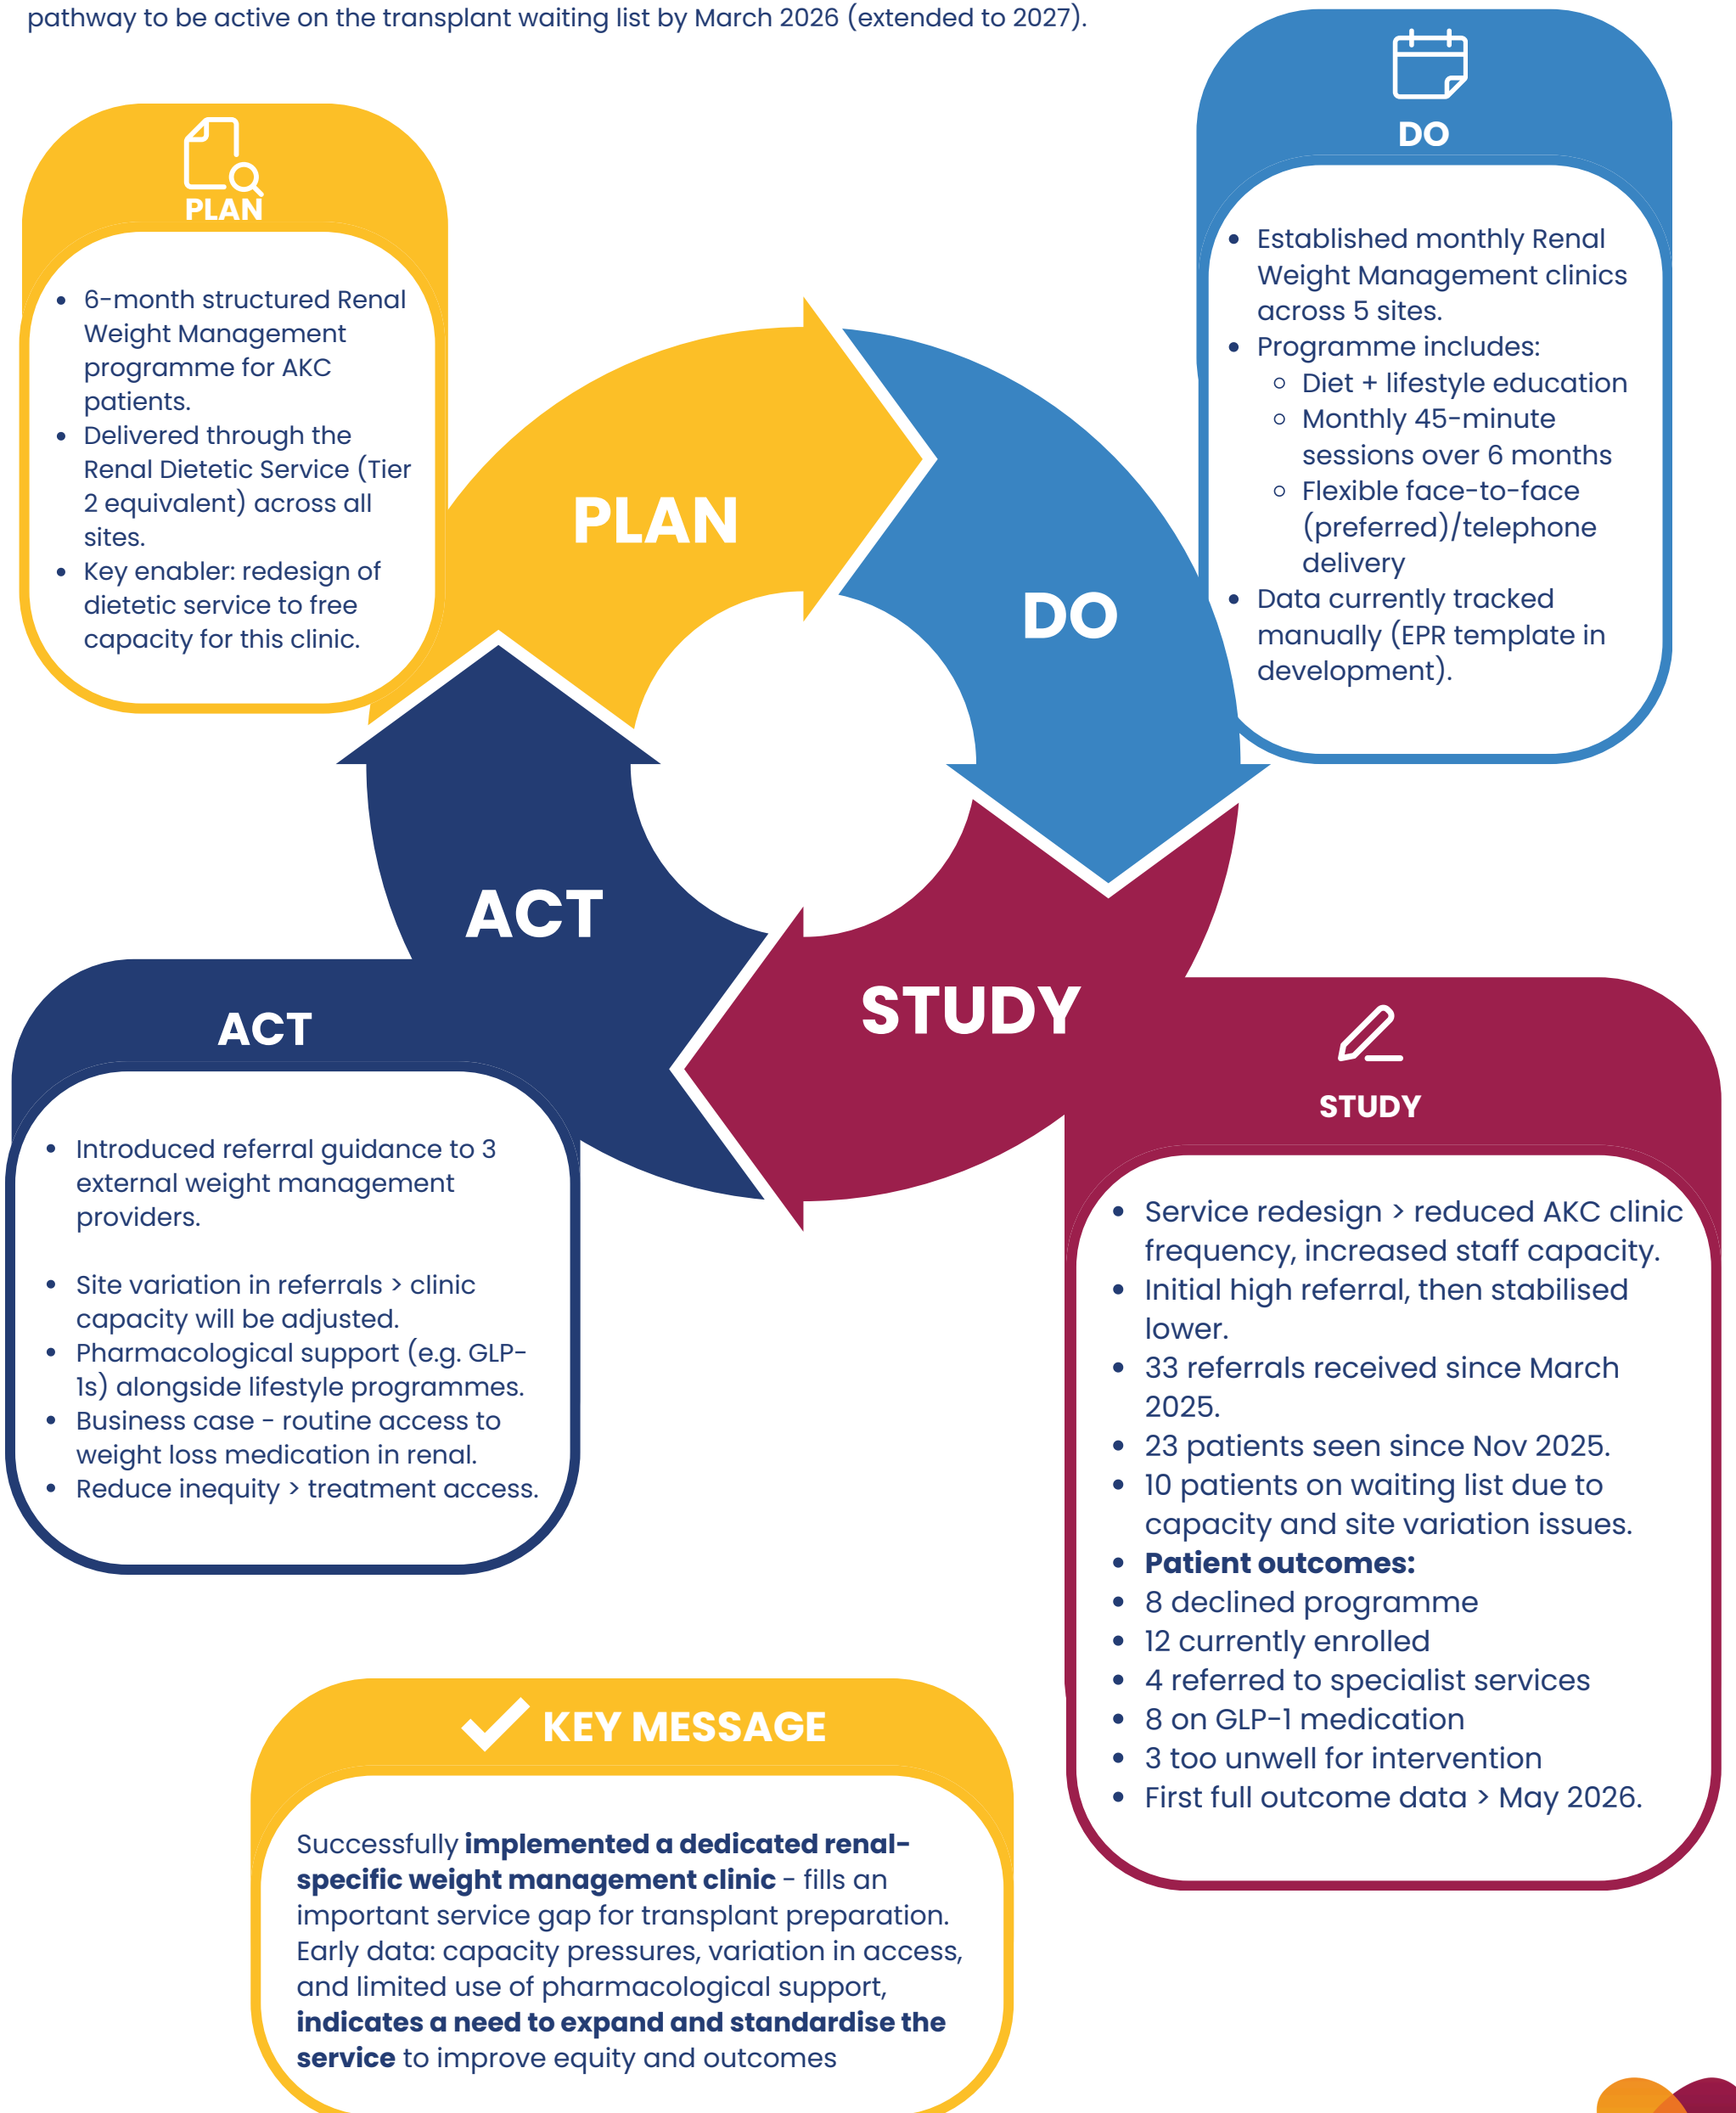 pathway to be active on the transplant waiting list by March 2026 (extended to 2027).
PLAN
• 6-month structured Renal
Weight Management
programme for AKC
patients.
• Delivered through the
Renal Dietetic Service (Tier
2 equivalent) across all
sites.
• Key enabler: redesign of
dietetic service to free
capacity for this clinic.
DO
• Established monthly Renal
Weight Management clinics
across 5 sites.
• Programme includes:
◦ Diet + lifestyle education
◦ Monthly 45-minute
sessions over 6 months
◦ Flexible face-to-face
(preferred)/telephone
delivery
• Data currently tracked
manually (EPR template in
development).
PLAN
DO
STUDY
ACT
STUDY
• Service redesign > reduced AKC clinic
frequency, increased staff capacity.
• Initial high referral, then stabilised
lower.
• 33 referrals received since March
2025.
• 23 patients seen since Nov 2025.
• 10 patients on waiting list due to
capacity and site variation issues.
• Patient outcomes:
• 8 declined programme
• 12 currently enrolled
• 4 referred to specialist services
• 8 on GLP-1 medication
• 3 too unwell for intervention
• First full outcome data > May 2026.
ACT
• Introduced referral guidance to 3
external weight management
providers.
• Site variation in referrals > clinic
capacity will be adjusted.
• Pharmacological support (e.g. GLP-
1s) alongside lifestyle programmes.
• Business case - routine access to
weight loss medication in renal.
• Reduce inequity > treatment access.
KEY MESSAGE
Successfully implemented a dedicated renal-
specific weight management clinic - fills an
important service gap for transplant preparation.
Early data: capacity pressures, variation in access,
and limited use of pharmacological support,
indicates a need to expand and standardise the
service to improve equity and outcomes